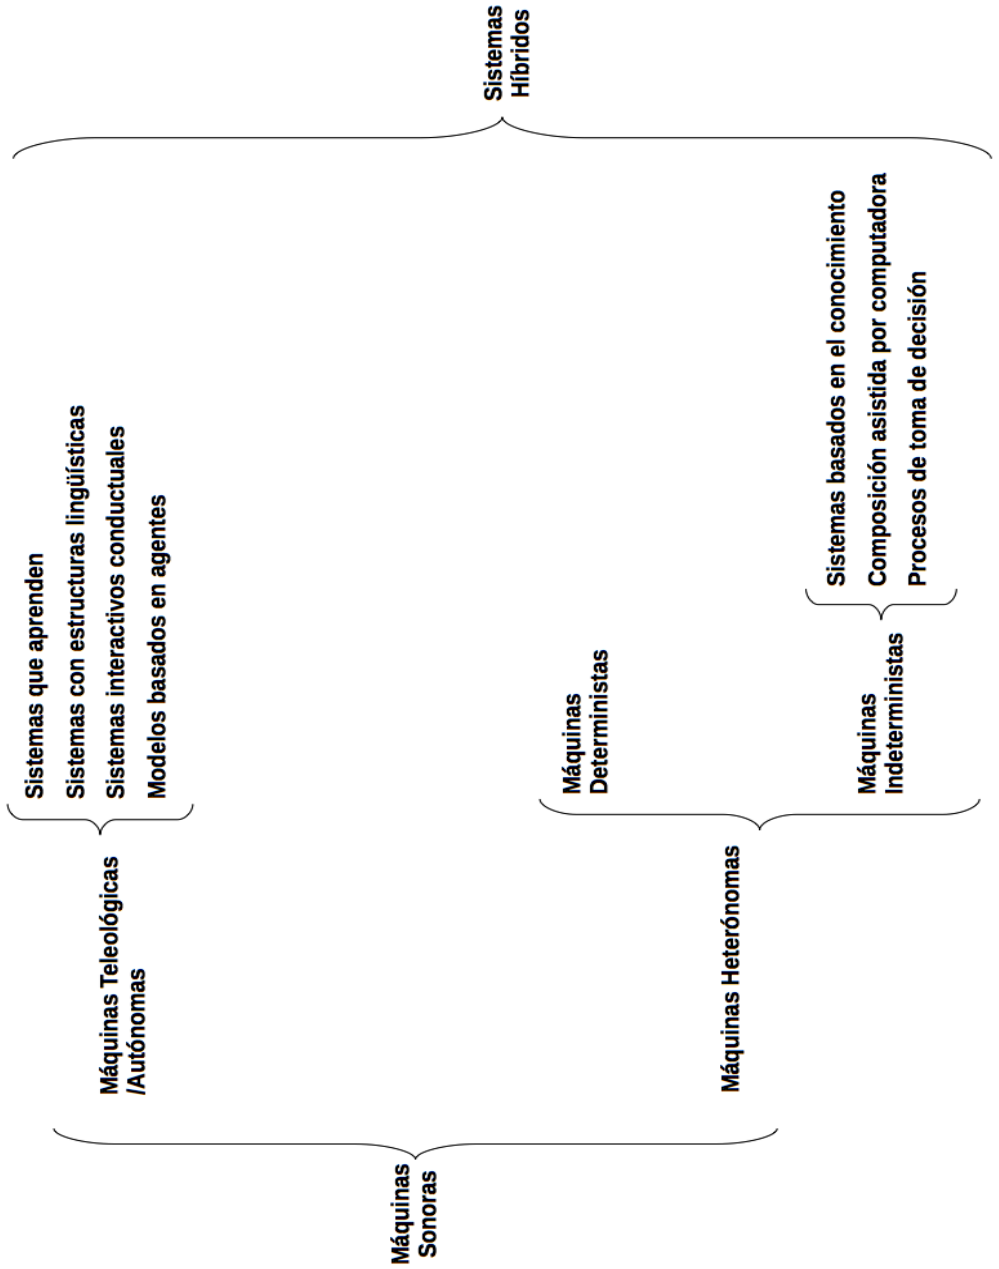 Máquinas
Sonoras
Máquinas Teleológicas
/Autónomas
Sistemas que aprenden
Sistemas con estructuras lingüísticas
Sistemas interactivos conductuales
Modelos basados en agentes
Máquinas Heterónomas
Máquinas
Deterministas
Máquinas
Indeterministas
Sistemas basados en el conocimiento
Composición asistida por computadora
Procesos de toma de decisión
Sistemas
Híbridos